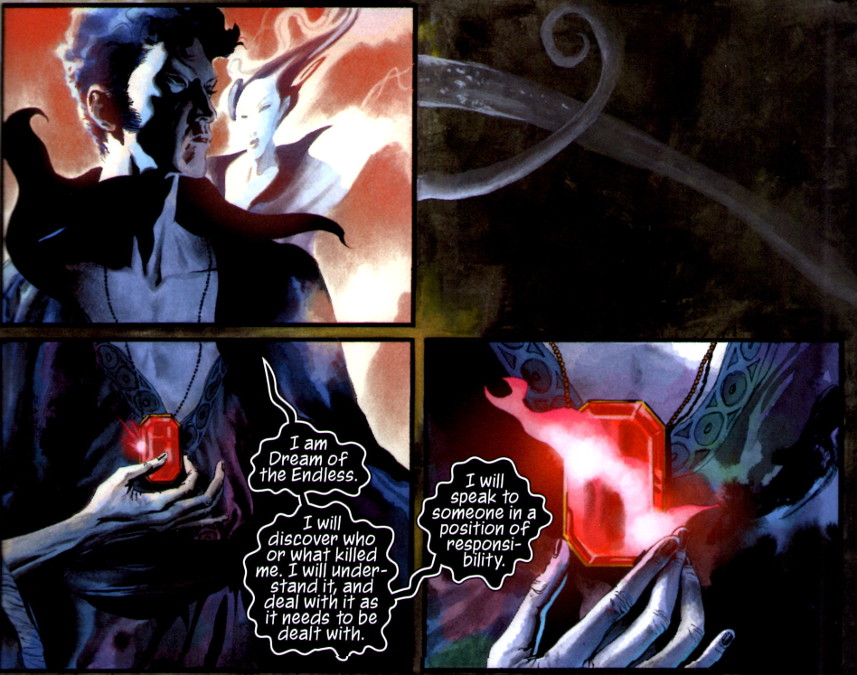 I am
Dream of
the Endless.
I will
discover who
or what killed
me. I will under-
stand it, and
deal with it as
it needs to be
dealt with.
I will
speak to
someone in a
position of
responsi-
bility.